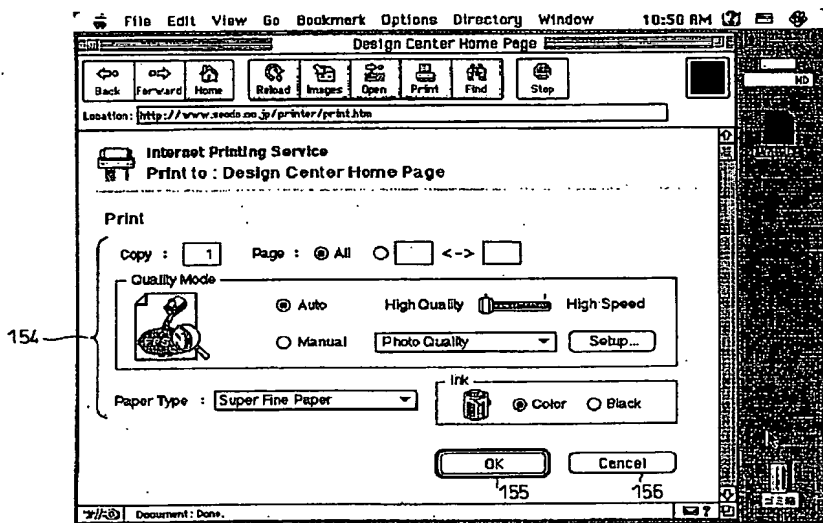 File Edit View Go Bookmark Options Directory Window 10:50 AM
Design Center Home Page
Back Forward Home Reload Images Open Print Find Stop
HD
Location: http://www.seods.co.jp/printer/print.htm
Internet Printing Service
Print to : Design Center Home Page
Print
Copy : 1 Page : All <->
Quality Mode
Auto High Quality High Speed
154
Manual Photo Quality Setup...
Ink
Paper Type : Super Fine Paper Color Black
OK Cancel
155 156
Document : Done.